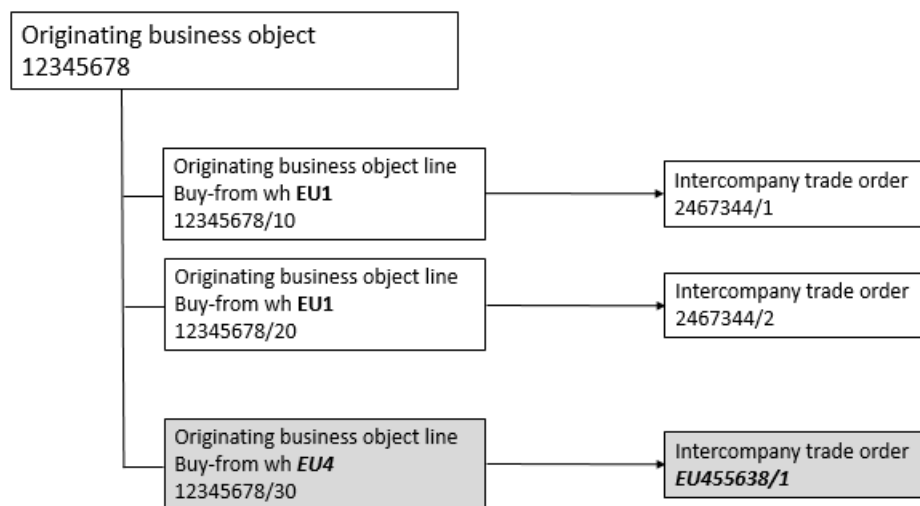 Originating business object
12345678
Originating business object line
Buy-from wh EU1
12345678/10
Intercompany trade order
2467344/1
Originating business object line
Buy-from wh EU1
12345678/20
Intercompany trade order
2467344/2
Originating business object line
Buy-from wh EU4
12345678/30
Intercompany trade order
EU455638/1